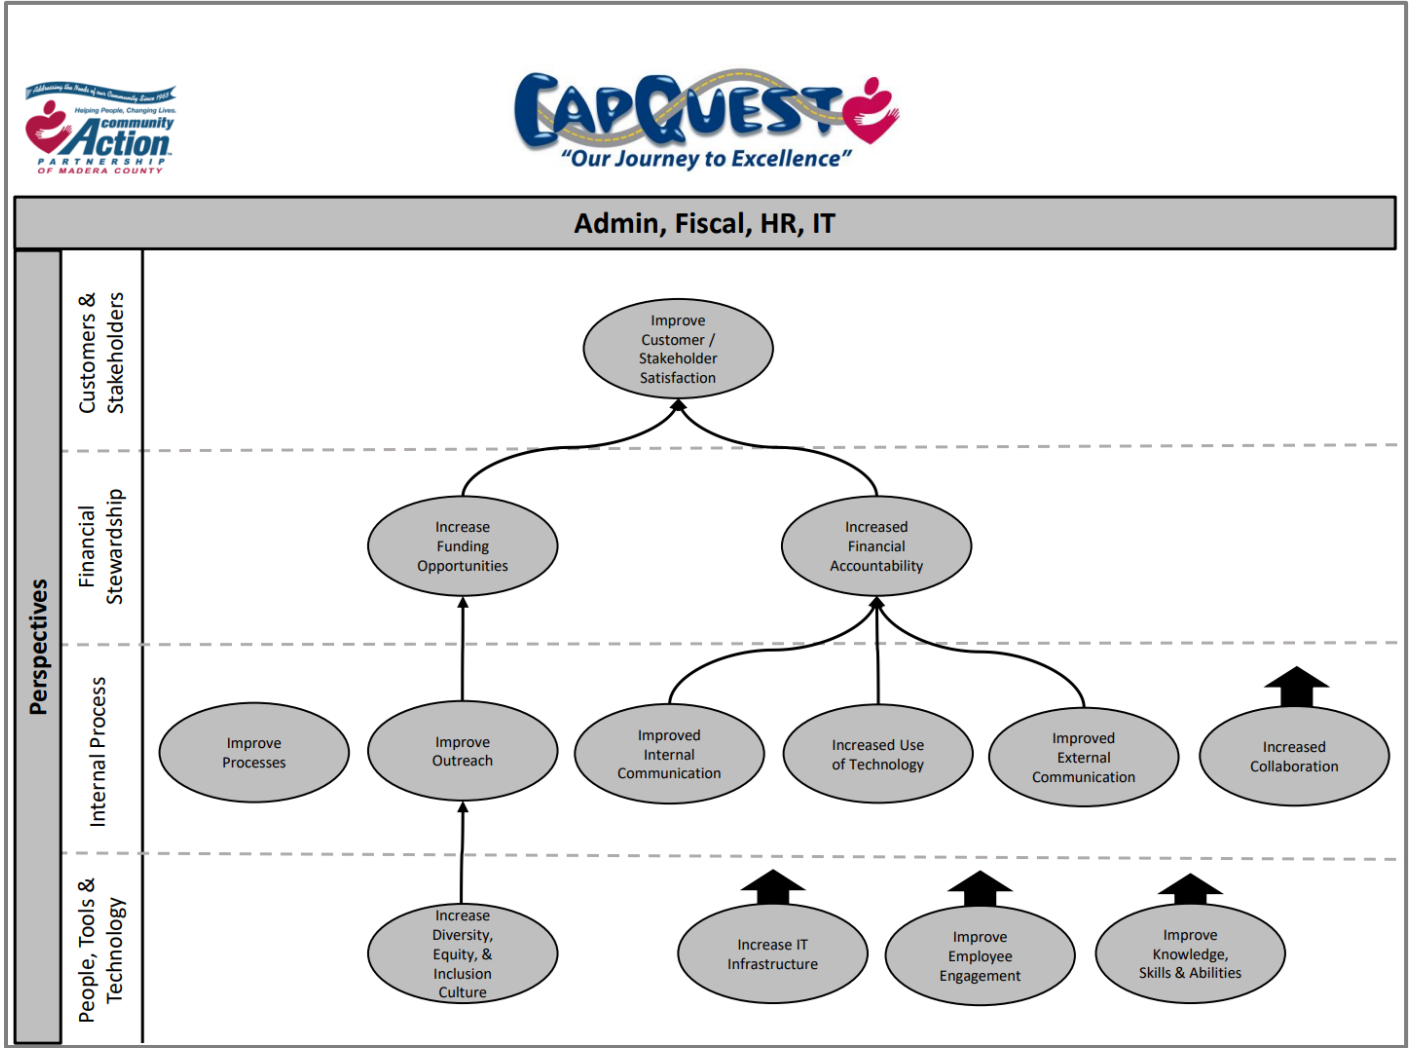 Addressing the Needs of our Community Since 1965
Helping People, Changing Lives.
community
Action
PARTNERSHIP
OF MADERA COUNTY
CAPQUEST
"Our Journey to Excellence"
Admin, Fiscal, HR, IT
Perspectives
Customers &
Stakeholders
Improve
Customer /
Stakeholder
Satisfaction
Financial
Stewardship
Increase
Funding
Opportunities
Increased
Financial
Accountability
Internal Process
Improve
Processes
Improve
Outreach
Improved
Internal
Communication
Increased Use
of Technology
Improved
External
Communication
Increased
Collaboration
People, Tools &
Technology
Increase
Diversity,
Equity, &
Inclusion
Culture
Increase IT
Infrastructure
Improve
Employee
Engagement
Improve
Knowledge,
Skills & Abilities